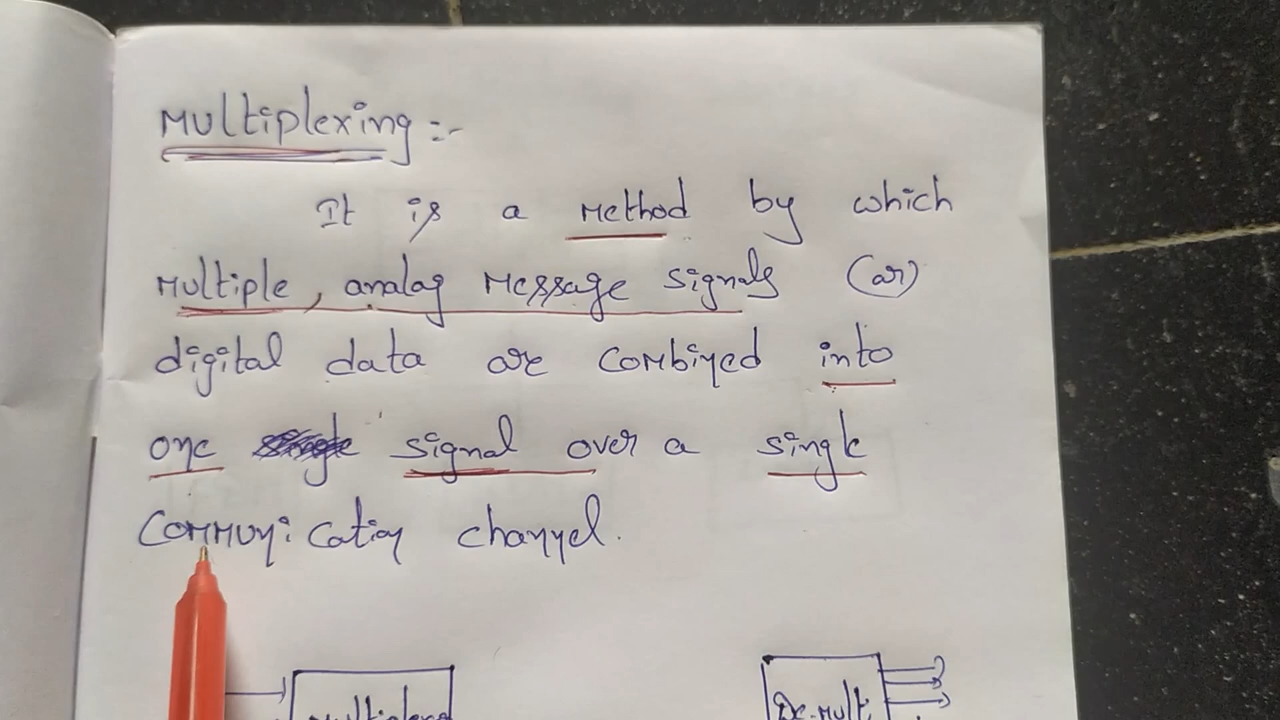 Multiplexing :-
It is a method by which
Multiple, analog Message signals (or)
digital data are combined into
one signal over a single
Communication channel.
De-Mult